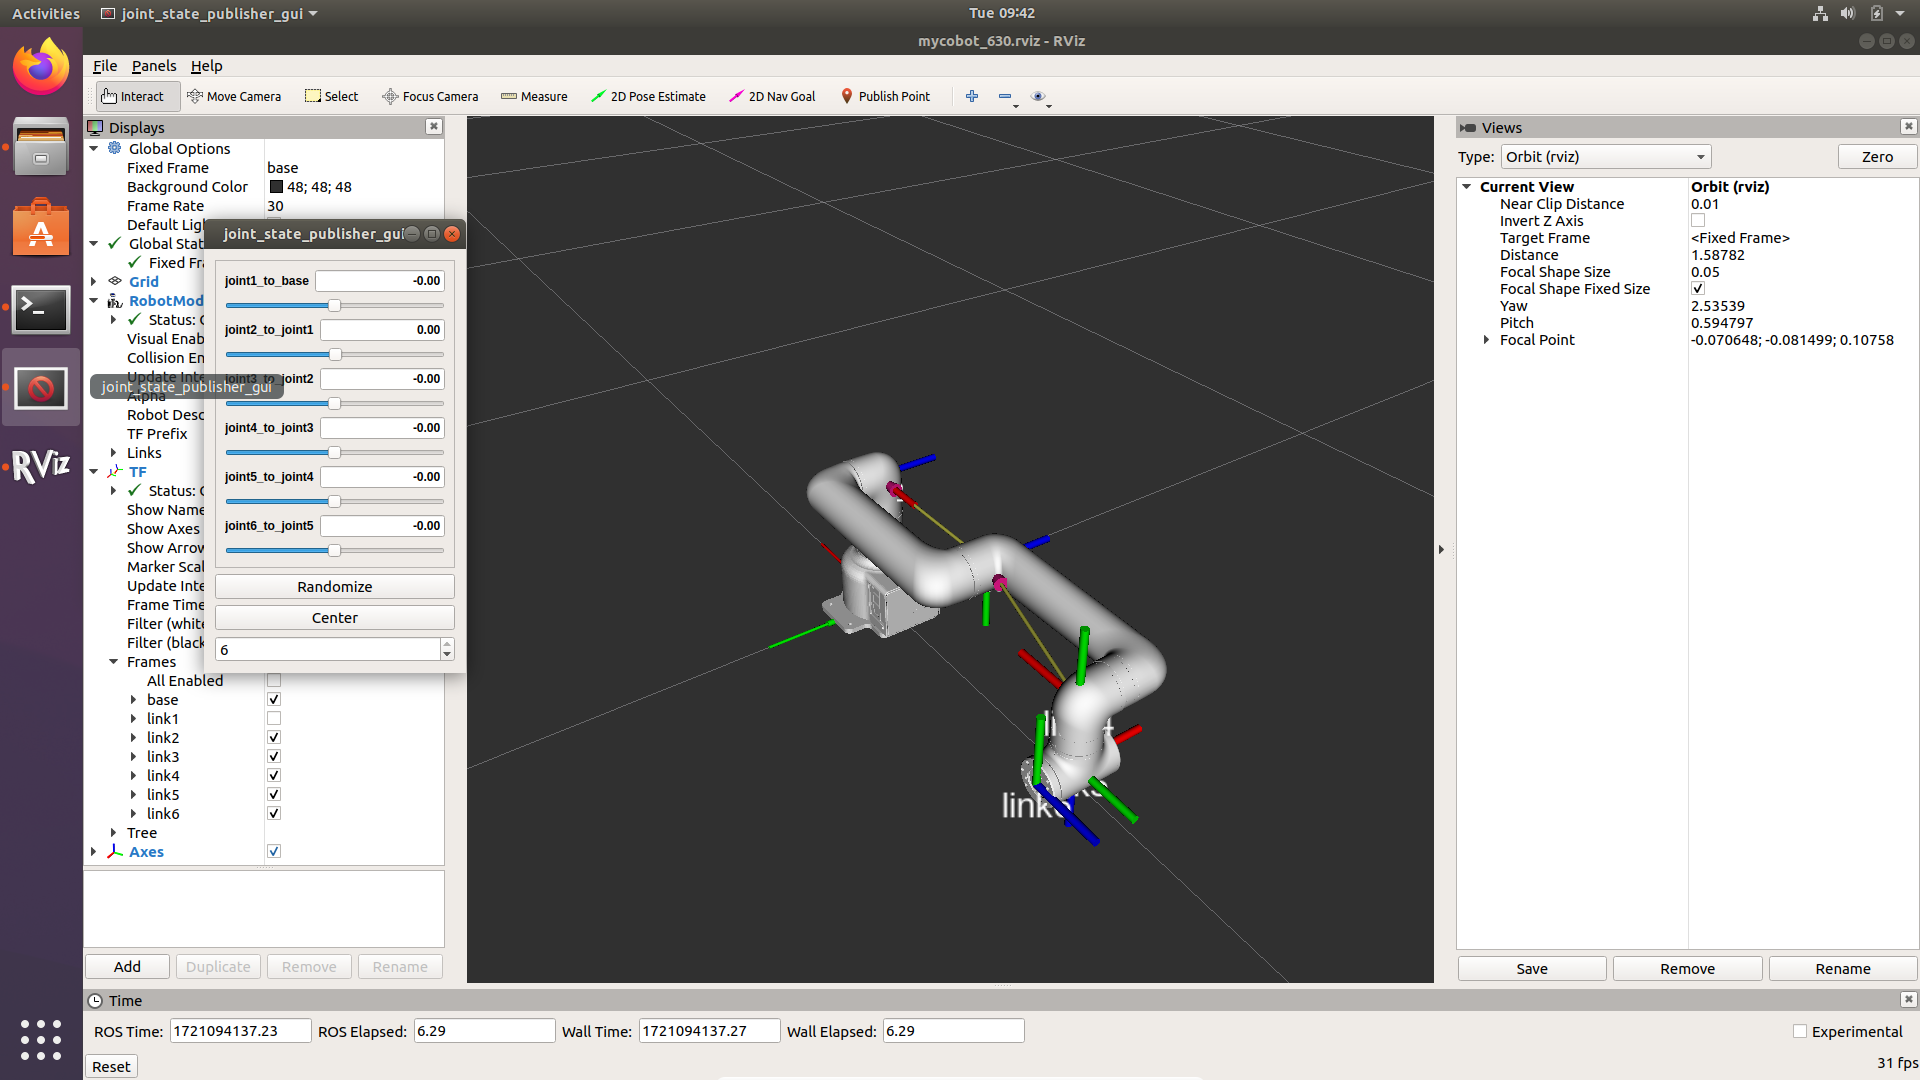 Activities
joint_state_publisher_gui
Tue 09:42
mycobot_630.rviz - RViz
File Panels Help
Interact
Move Camera
Select
Focus Camera
Measure
2D Pose Estimate
2D Nav Goal
Publish Point
Displays
Global Options
Fixed Frame base
Background Color 48; 48; 48
Frame Rate 30
Default Ligh
Global Stat
Fixed Fra
Grid
RobotMod
Status: O
Visual Enab
Collision En
Update Inte
Alpha
Robot Desc
TF Prefix
Links
TF
Status: O
Show Name
Show Axes
Show Arrow
Marker Scal
Update Inte
Frame Time
Filter (white
Filter (black
Frames
All Enabled
base
link1
link2
link3
link4
link5
link6
Tree
Axes
Add Duplicate Remove Rename
joint_state_publisher_gui
joint1_to_base -0.00
joint2_to_joint1 0.00
joint3_to_joint2 -0.00
joint4_to_joint3 -0.00
joint5_to_joint4 -0.00
joint6_to_joint5 -0.00
Randomize
Center
6
joint_state_publisher_gui
RViz
Views
Type: Orbit (rviz) Zero
Current View Orbit (rviz)
Near Clip Distance 0.01
Invert Z Axis
Target Frame <Fixed Frame>
Distance 1.58782
Focal Shape Size 0.05
Focal Shape Fixed Size
Yaw 2.53539
Pitch 0.594797
Focal Point -0.070648; -0.081499; 0.10758
Save Remove Rename
Time
ROS Time: 1721094137.23 ROS Elapsed: 6.29 Wall Time: 1721094137.27 Wall Elapsed: 6.29
Experimental
Reset
31 fps